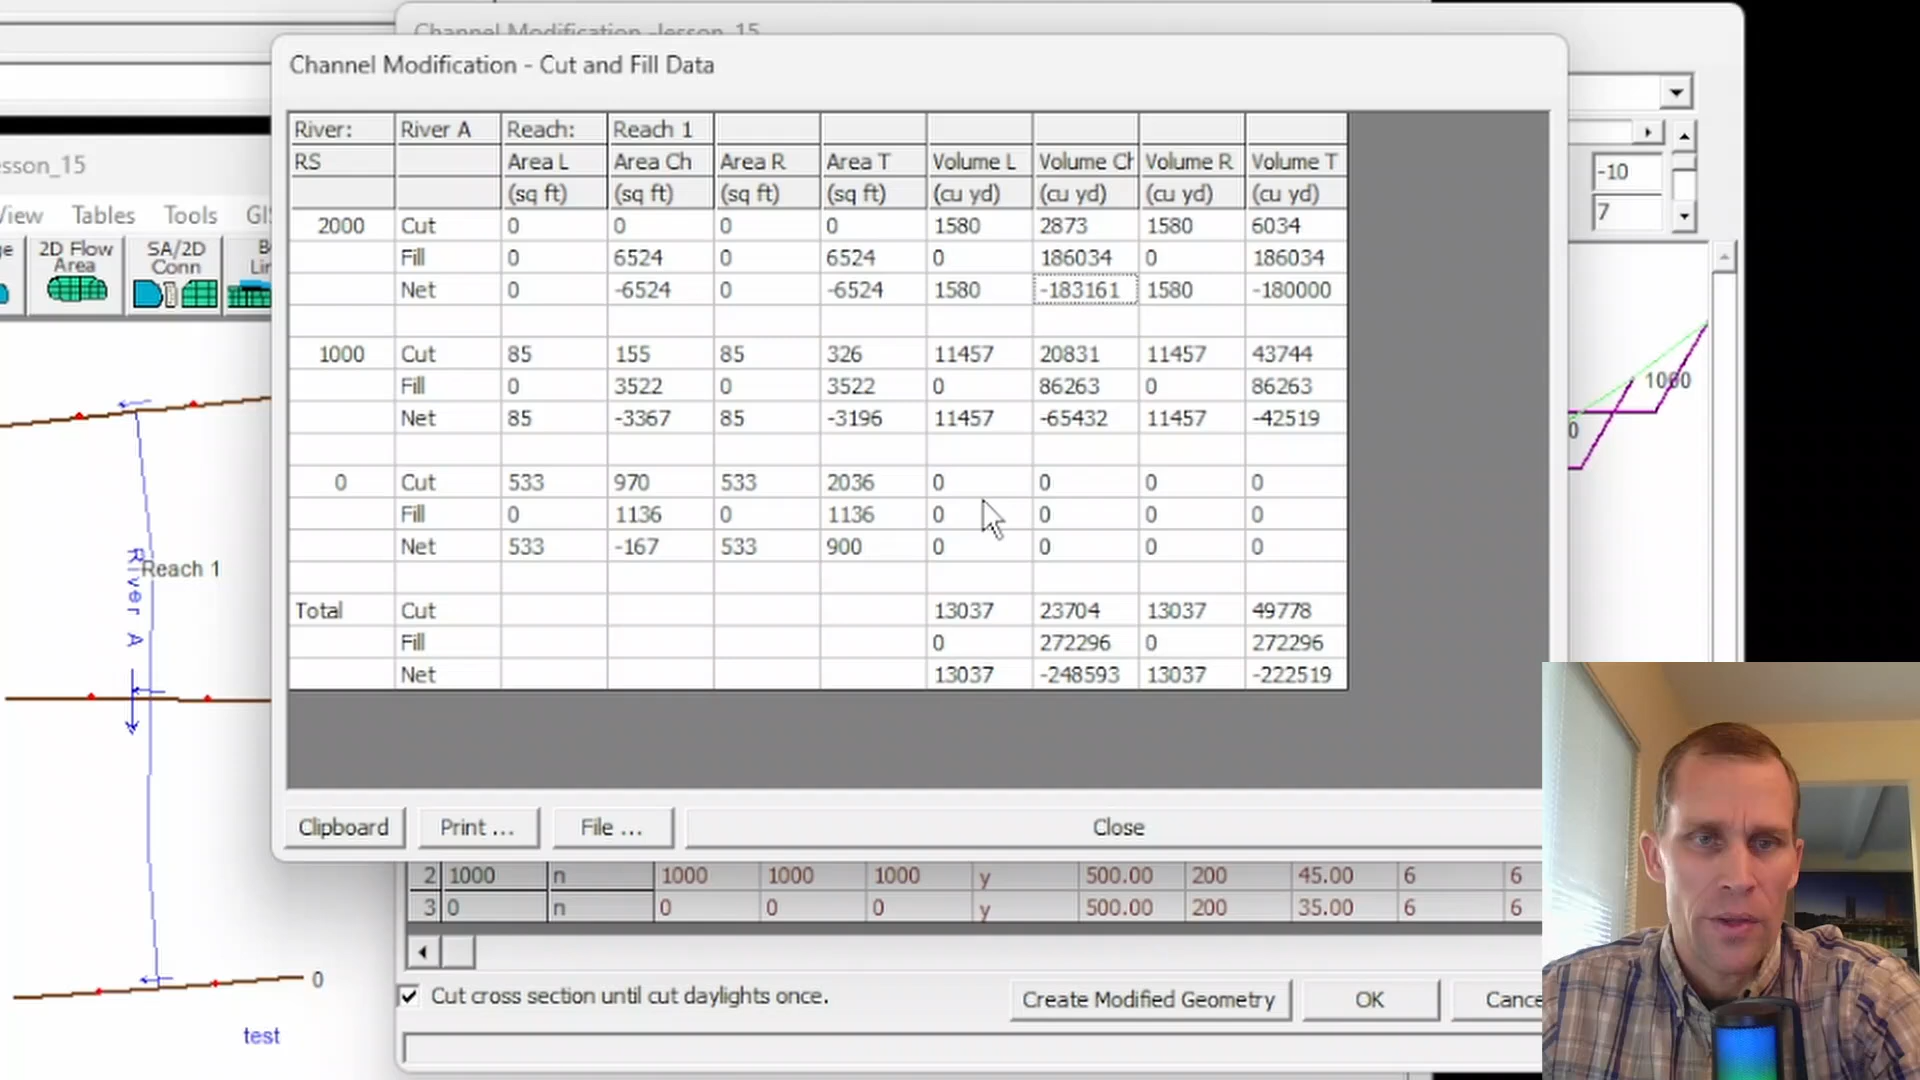 Channel Modification -lesson_15
Channel Modification - Cut and Fill Data
River: River A Reach: Reach 1
RS Area L Area Ch Area R Area T Volume L Volume Ch Volume R Volume T
(sq ft) (sq ft) (sq ft) (sq ft) (cu yd) (cu yd) (cu yd) (cu yd)
2000 Cut 0 0 0 0 1580 2873 1580 6034
Fill 0 6524 0 6524 0 186034 0 186034
Net 0 -6524 0 -6524 1580 -183161 1580 -180000
1000 Cut 85 155 85 326 11457 20831 11457 43744
Fill 0 3522 0 3522 0 86263 0 86263
Net 85 -3367 85 -3196 11457 -65432 11457 -42519
0 Cut 533 970 533 2036 0 0 0 0
Fill 0 1136 0 1136 0 0 0 0
Net 533 -167 533 900 0 0 0 0
Total Cut 13037 23704 13037 49778
Fill 0 272296 0 272296
Net 13037 -248593 13037 -222519
Clipboard Print ... File ... Close
2 1000 n 1000 1000 1000 y 500.00 200 45.00 6 6
3 0 n 0 0 0 y 500.00 200 35.00 6 6
Cut cross section until cut daylights once.
Create Modified Geometry OK Cance
esson_15
View Tables Tools GI
2D Flow
Area
SA/2D
Conn
Reach 1
River A
0
test
-10
7
1000
0